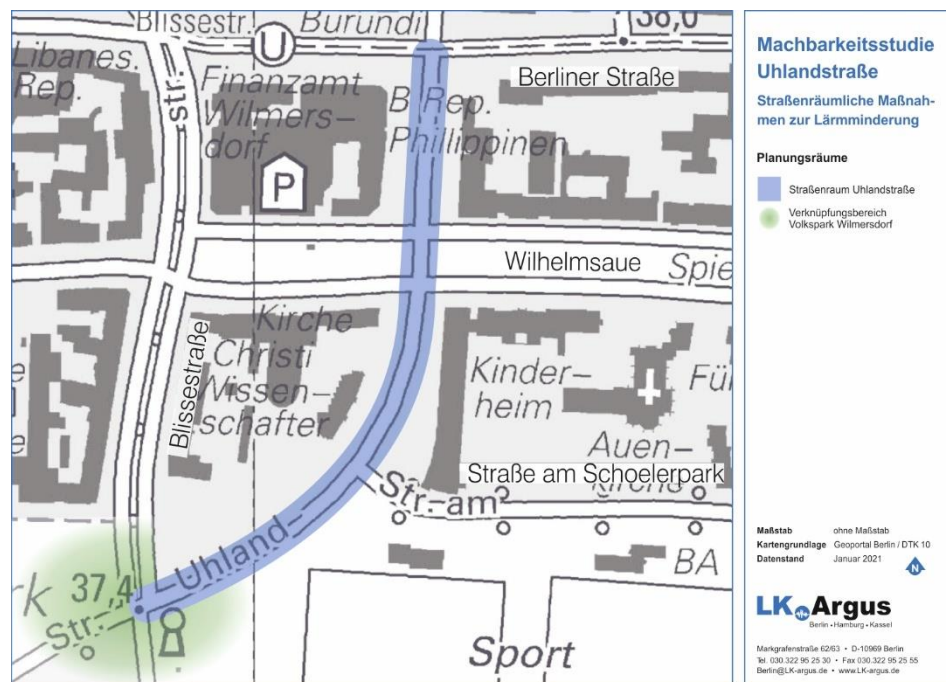 Blissestr.
Burundi
38,0
Libanes.
Rep.
str.
U
Finanzamt
Wilmers-
dorf
P
B Rep.
Phillippinen
Berliner Straße
Wilhelmsaue
Spie
Blissestraße
Kirche
Christi
Wissen-
schafter
Kinder-
heim
Fü
Auen-
Straße am Schoelerpark
Str. am
Uhland-
37,4
rk
Str.
BA
Sport
Machbarkeitsstudie
Uhlandstraße
Straßenräumliche Maßnah-
men zur Lärmminderung
Planungsräume
Straßenraum Uhlandstraße
Verknüpfungsbereich
Volkspark Wilmersdorf
Maßstab ohne Maßstab
Kartengrundlage Geoportal Berlin / DTK 10
Datenstand Januar 2021
N
LK Argus
Berlin • Hamburg • Kassel
Markgrafenstraße 62/63 • D-10969 Berlin
Tel. 030.322 95 25 30 • Fax 030.322 95 25 55
Berlin@LK-argus.de • www.LK-argus.de